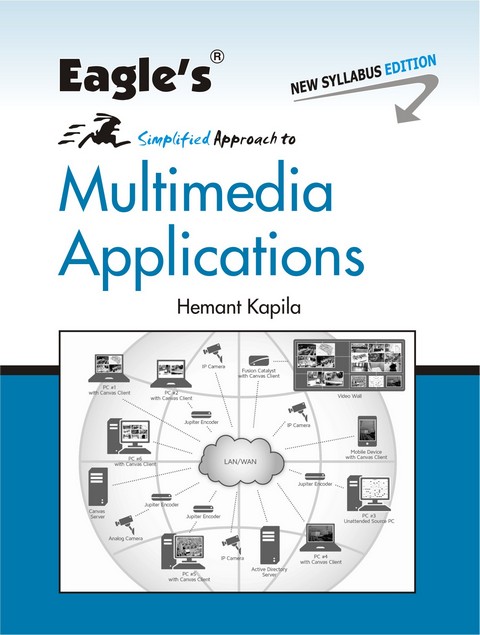 Eagle's®
NEW SYLLABUS EDITION
Simplified Approach to
Multimedia
Applications
Hemant Kapila
IP Camera
PC #1
with Canvas Client
PC #2
with Canvas Client
Fusion Catalyst
with Canvas Client
Video Wall
Jupiter Encoder
IP Camera
PC #6
with Canvas Client
LAN/WAN
Mobile Device
with Canvas Client
Canvas
Server
Jupiter Encoder
Jupiter Encoder
Jupiter Encoder
PC #3
Unattended Source PC
Analog Camera
PC #5
with Canvas Client
IP Camera
Active Directory
Server
PC #4
with Canvas Client